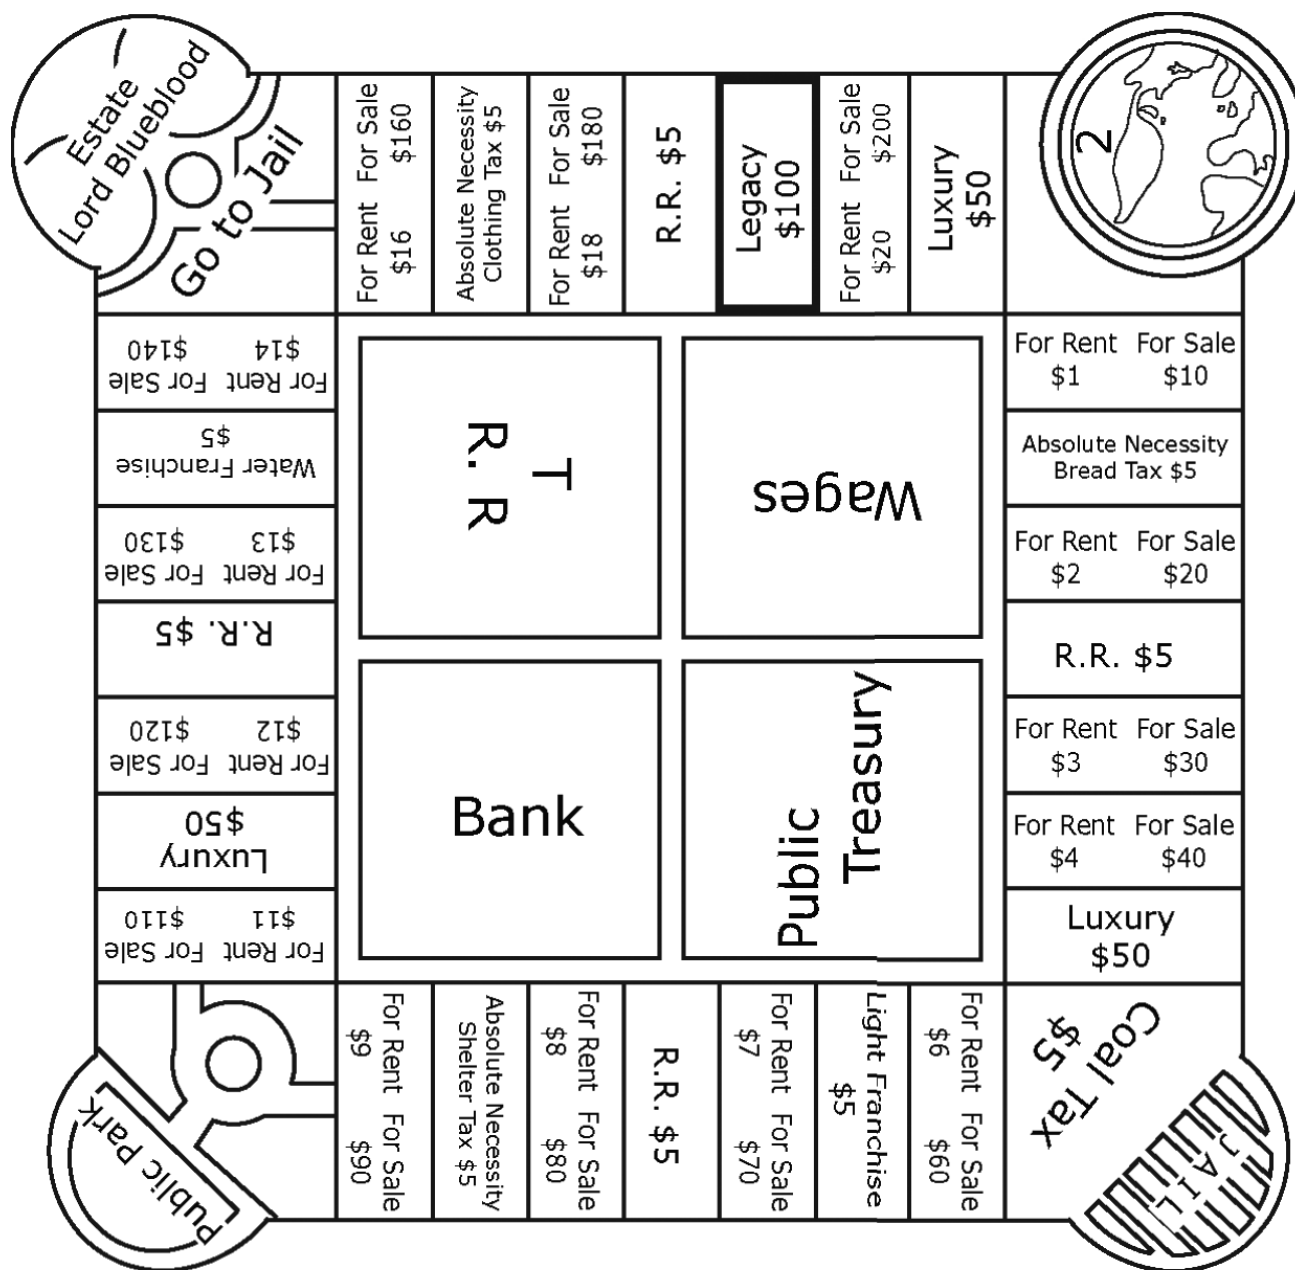 Estate
Lord Blueblood
Go to Jail
For Rent For Sale
$16 $160
Absolute Necessity
Clothing Tax $5
For Rent For Sale
$18 $180
R.R. $5
Legacy
$100
For Rent For Sale
$20 $200
Luxury
$50
2
For Rent For Sale
$1 $10
Absolute Necessity
Bread Tax $5
For Rent For Sale
$2 $20
R.R. $5
For Rent For Sale
$3 $30
For Rent For Sale
$4 $40
Luxury
$50
Coal Tax
$5
JAIL
For Rent For Sale
$6 $60
Light Franchise
$5
For Rent For Sale
$7 $70
R.R. $5
For Rent For Sale
$8 $80
Absolute Necessity
Shelter Tax $5
For Rent For Sale
$9 $90
Public Park
For Rent For Sale
$11 $110
Luxury
$50
For Rent For Sale
$12 $120
R.R. $5
For Rent For Sale
$13 $130
Water Franchise
$5
For Rent For Sale
$14 $140
T
R. R
Wages
Bank
Public
Treasury